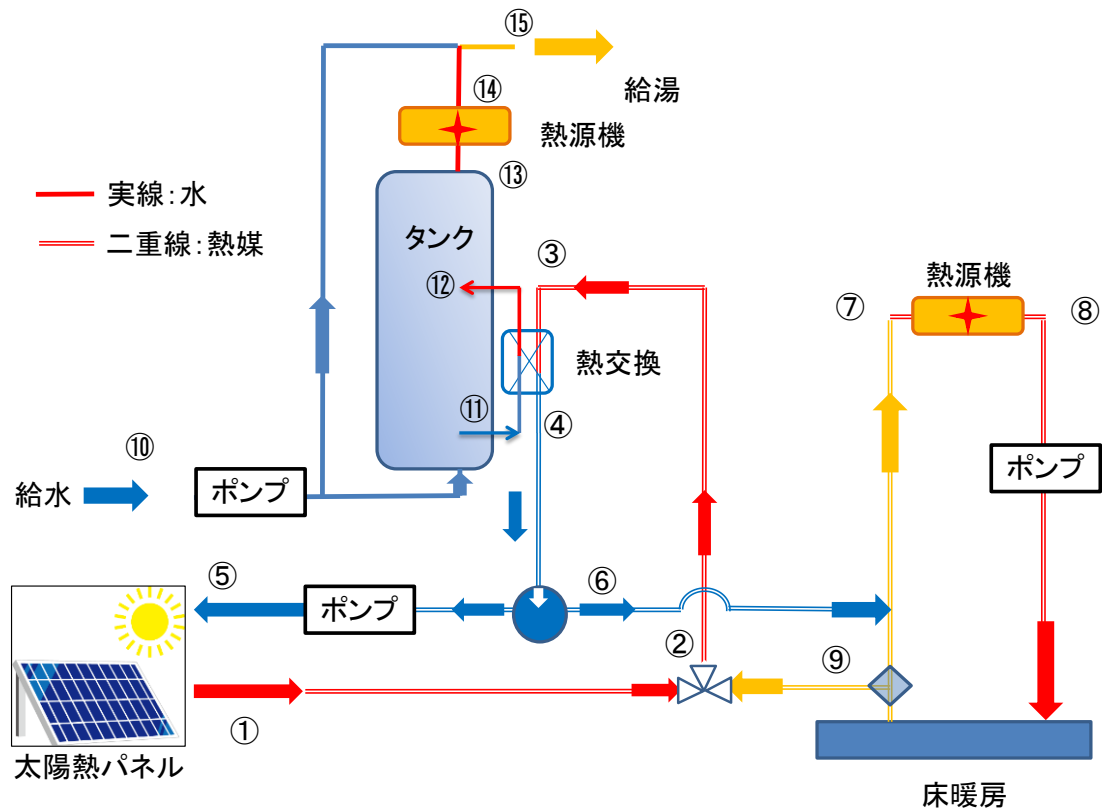 ⑮
給湯
⑭
熱源機
⑬
実線：水
二重線：熱媒
タンク
③
⑫
熱源機
⑦
⑧
熱交換
⑪
④
⑩
給水
ポンプ
ポンプ
⑤
ポンプ
⑥
②
⑨
①
太陽熱パネル
床暖房